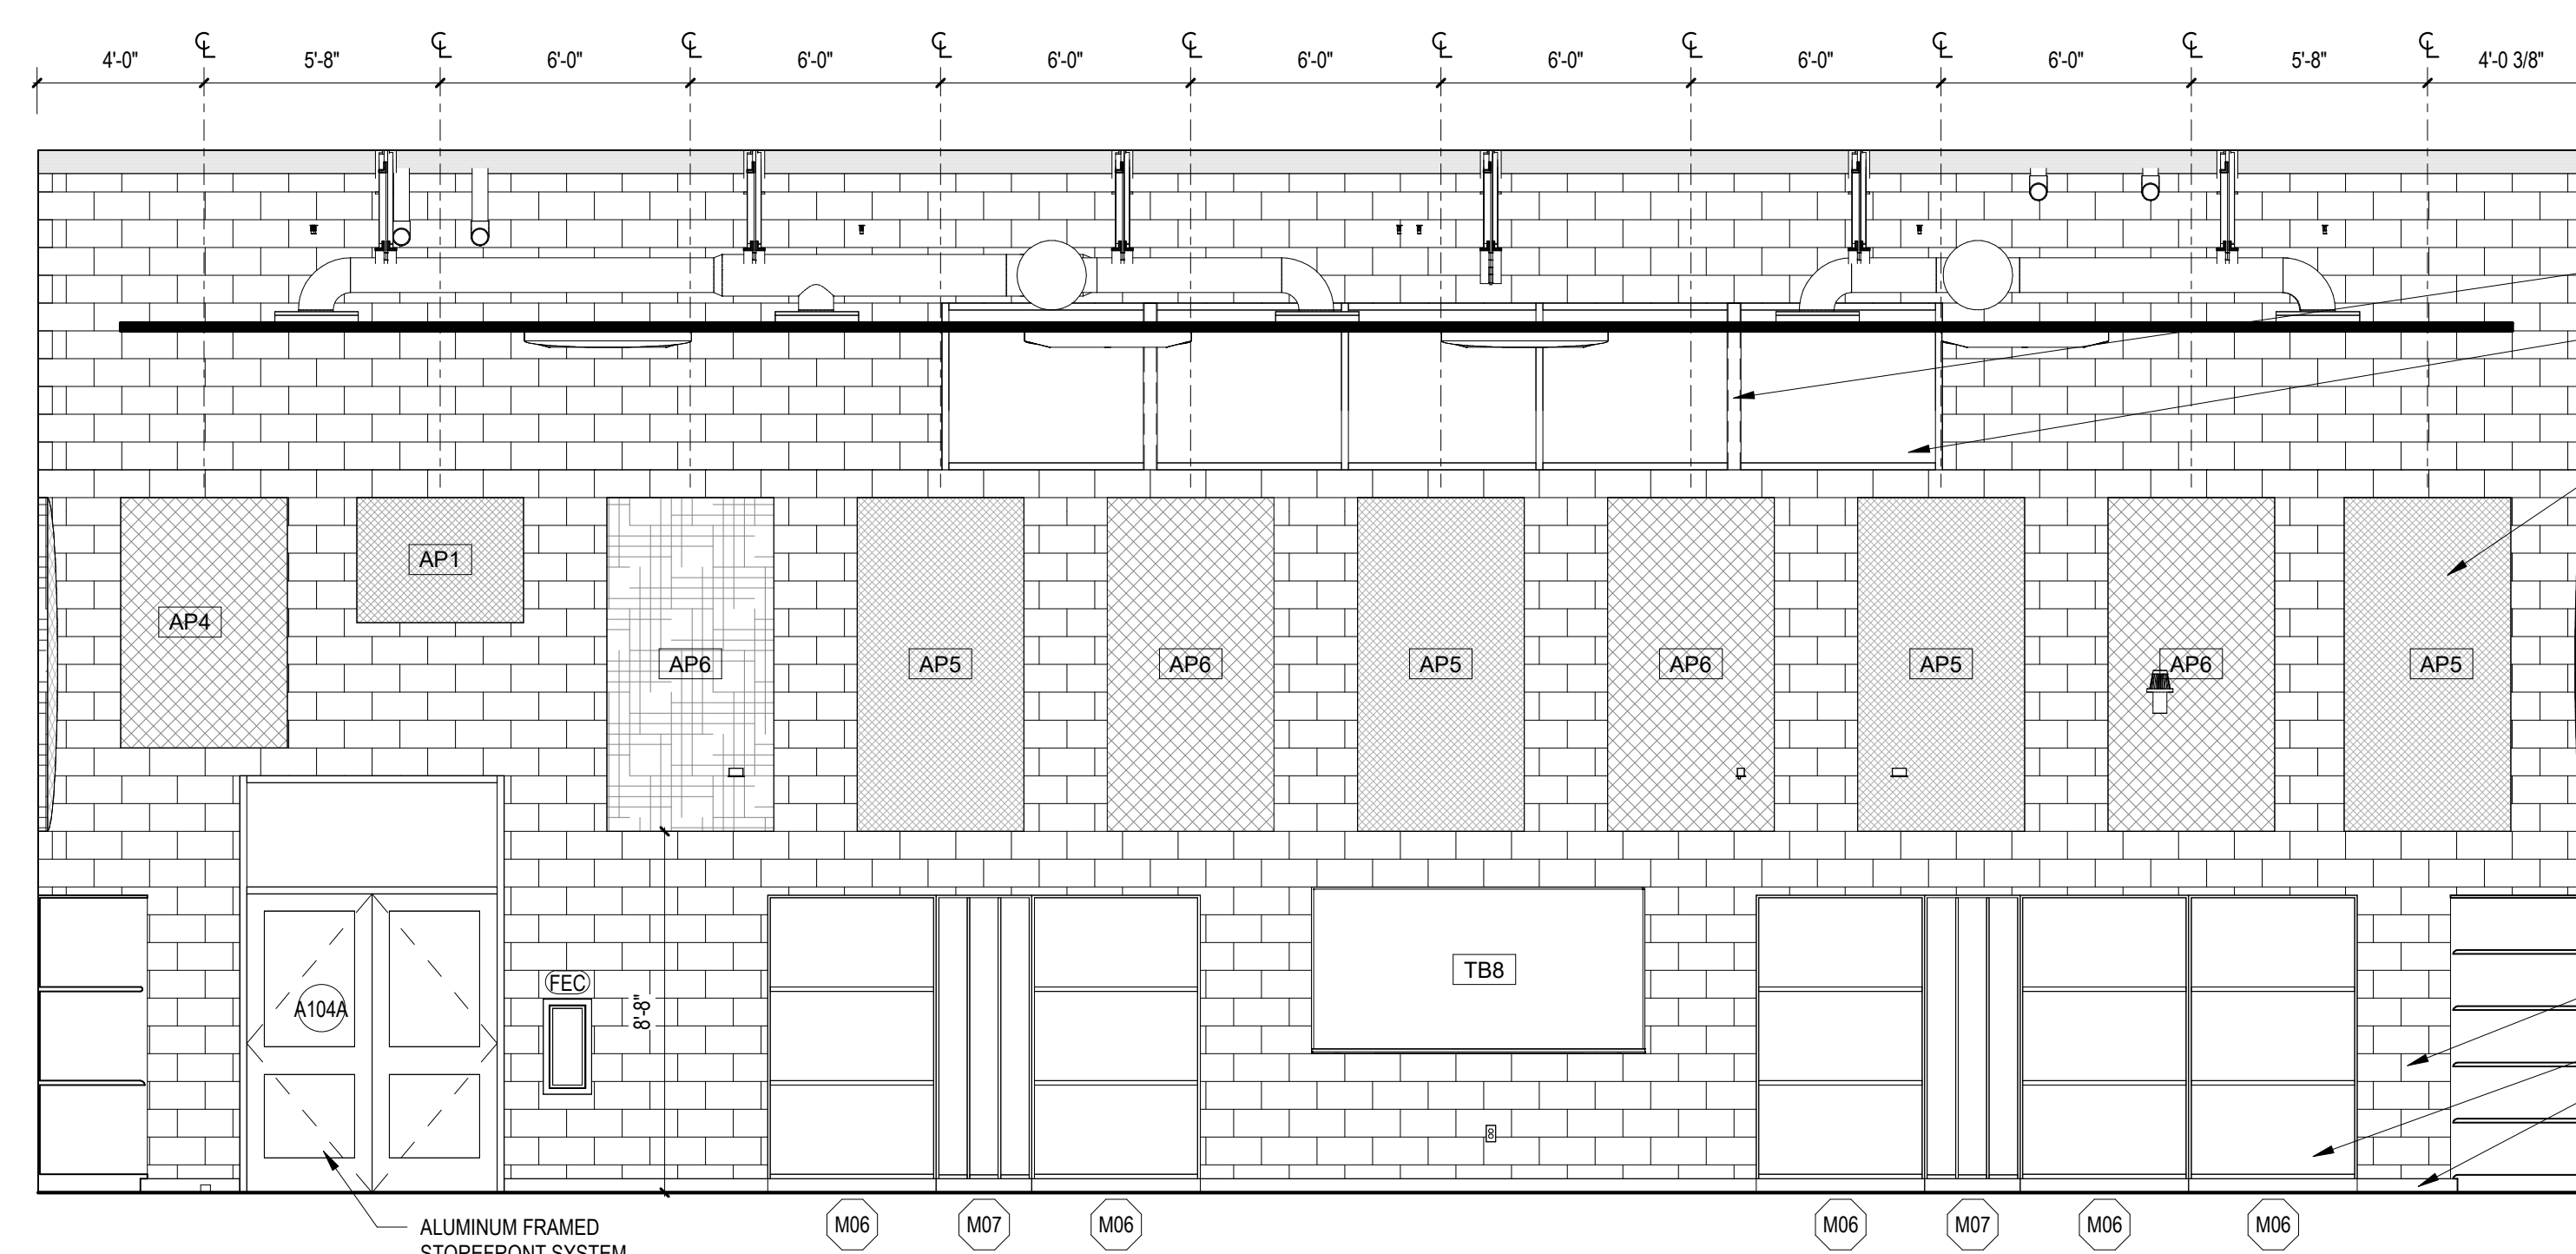 4'-0" 5'-8" 6'-0" 6'-0" 6'-0" 6'-0" 6'-0" 6'-0" 6'-0" 5'-8" 4'-0 3/8"
AP1
AP4
AP6 AP5 AP6 AP5 AP6 AP5 AP6 AP5
TB8
FEC
A104A
8'-8"
M06 M07 M06 M06 M07 M06 M06
ALUMINUM FRAMED
STOREFRONT SYSTEM